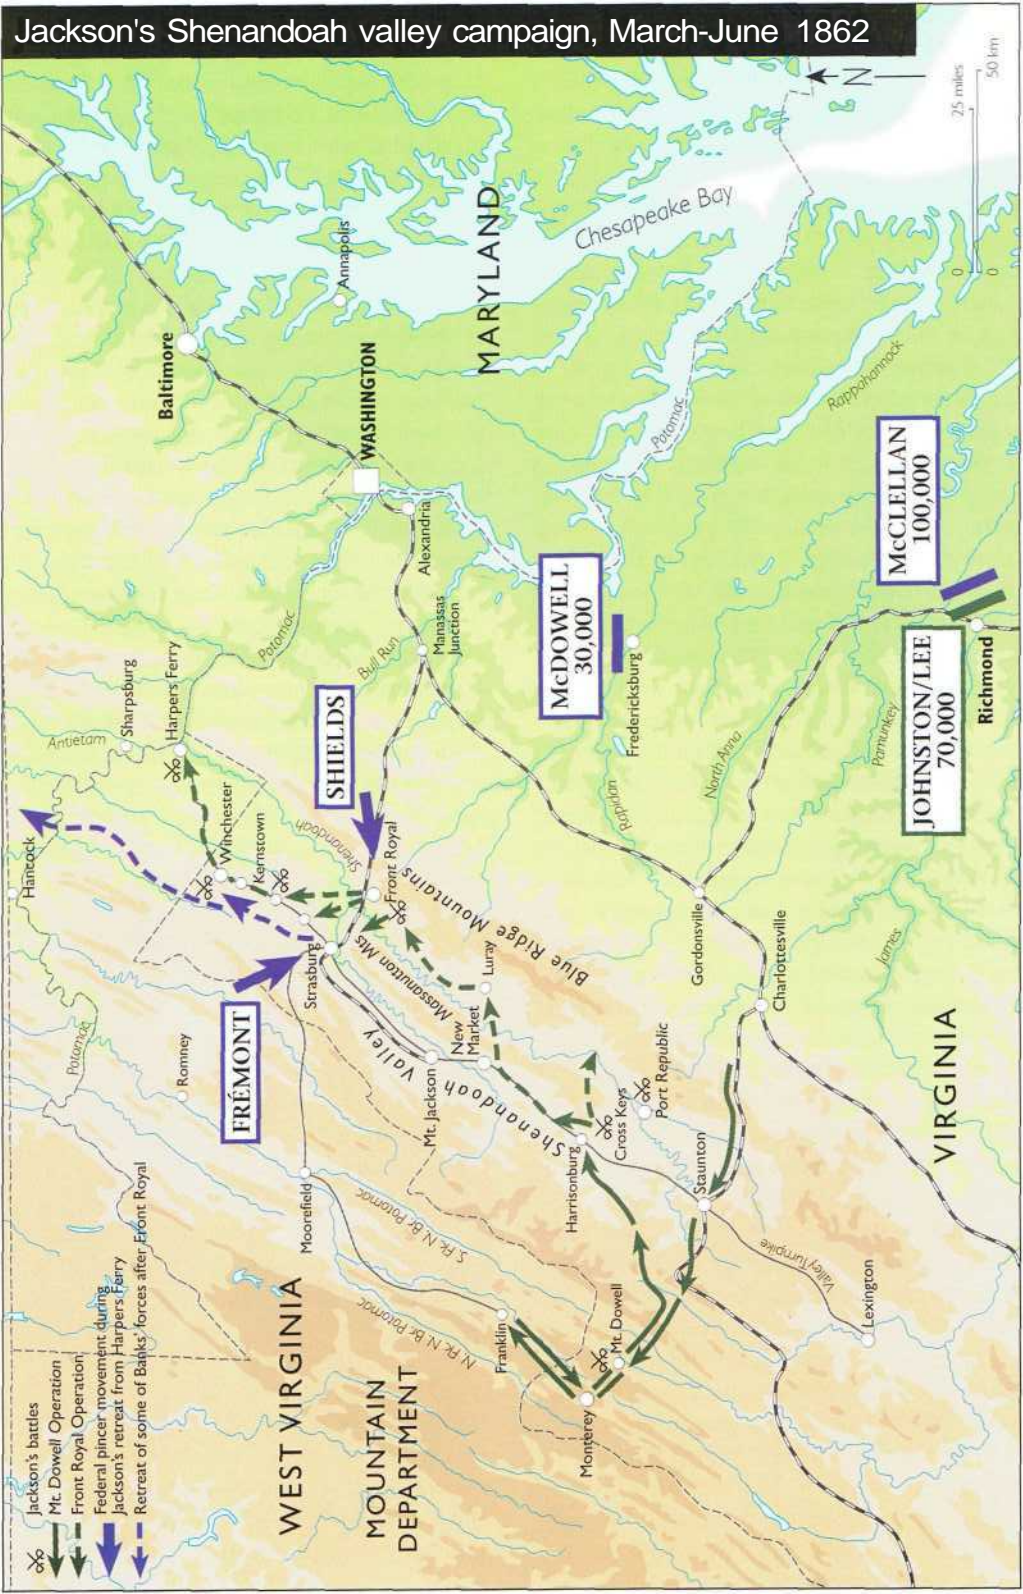 Jackson's Shenandoah valley campaign, March-June 1862
Jackson's battles
Mt. Dowell Operation
Front Royal Operation
Federal pincer movement during
Jackson's retreat from Harpers Ferry
Retreat of some of Banks' forces after Front Royal
WEST VIRGINIA
MOUNTAIN
DEPARTMENT
Hancock
Potomac
Romney
FRÉMONT
Moorefield
S. Fk. N. Br Potomac
N. Fk. N. Br Potomac
Franklin
Monterey
Mt. Dowell
Antietam
Sharpsburg
Harpers Ferry
Winchester
Kernstown
Shenandoah
Strasburg
Front Royal
SHIELDS
Massanutton Mts
Blue Ridge Mountains
Luray
New
Market
Mt. Jackson
Shenandoah Valley
Harrisonburg
Cross Keys
Port Republic
Staunton
Valley Turnpike
Lexington
VIRGINIA
Charlottesville
Gordonsville
James
Baltimore
Annapolis
WASHINGTON
Alexandria
Potomac
Bull Run
Manassas
Junction
MARYLAND
Chesapeake Bay
Potomac
Rappohannock
McDOWELL
30,000
Fredericksburg
Rapidan
North Anna
Pamunkey
McCLELLAN
100,000
JOHNSTON/LEE
70,000
Richmond
N
0
25 miles
0
50 km